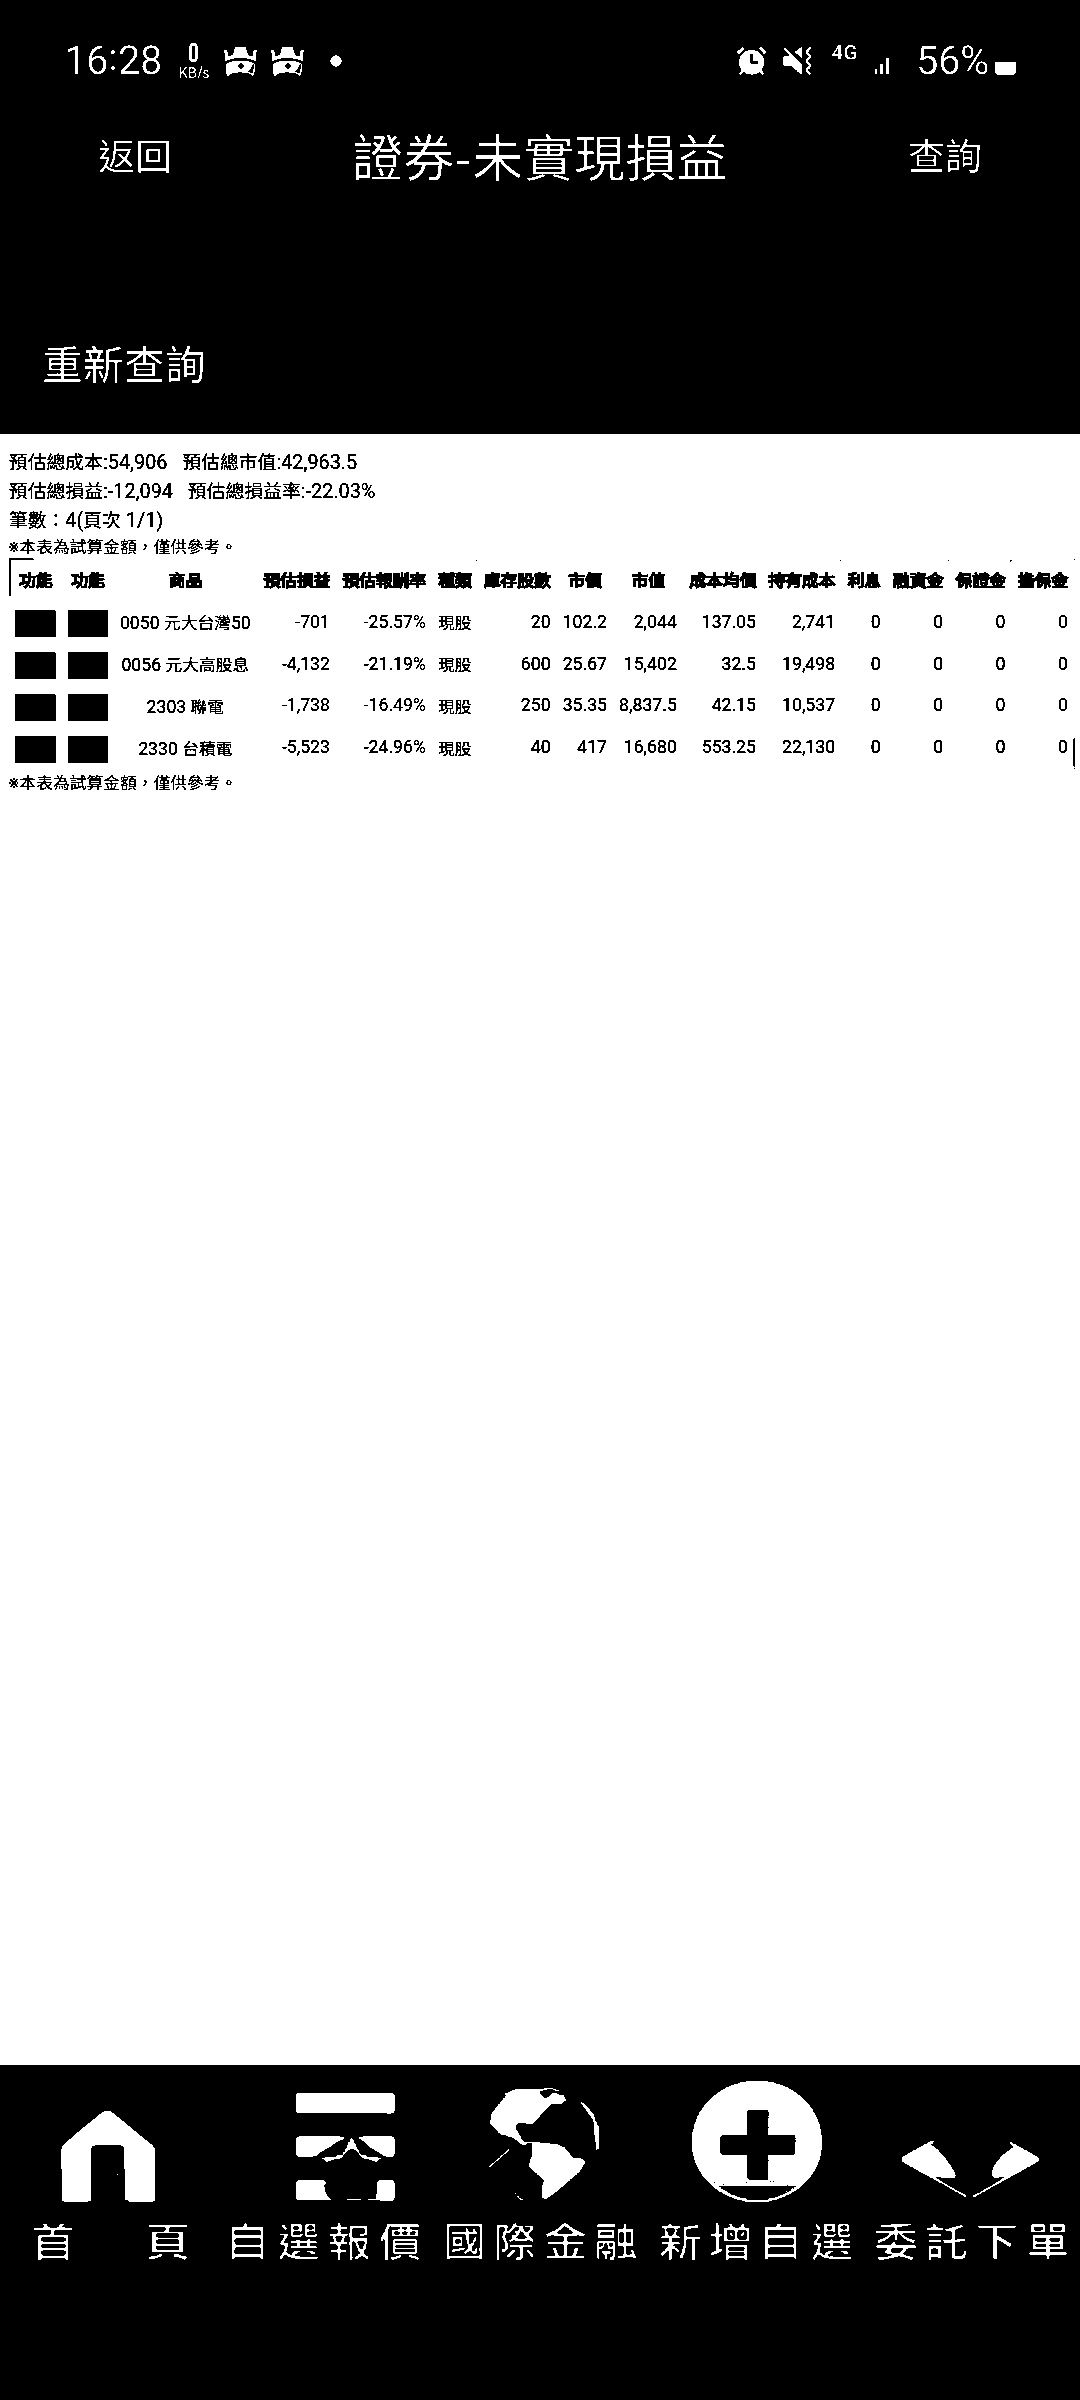 16:28 0 KB/s 4G 56%
返回 證券-未實現損益 查詢
重新查詢
預估總成本:54,906 預估總市值:42,963.5
預估總損益:-12,094 預估總損益率:-22.03%
筆數：4(頁次 1/1)
※本表為試算金額，僅供參考。
功能 功能 商品 預估損益 預估報酬率 種類 庫存股數 市價 市值 成本均價 持有成本 利息 融資金 保證金 擔保金
0050 元大台灣50 -701 -25.57% 現股 20 102.2 2,044 137.05 2,741 0 0 0 0
0056 元大高股息 -4,132 -21.19% 現股 600 25.67 15,402 32.5 19,498 0 0 0 0
2303 聯電 -1,738 -16.49% 現股 250 35.35 8,837.5 42.15 10,537 0 0 0 0
2330 台積電 -5,523 -24.96% 現股 40 417 16,680 553.25 22,130 0 0 0 0
※本表為試算金額，僅供參考。
首頁 自選報價 國際金融 新增自選 委託下單